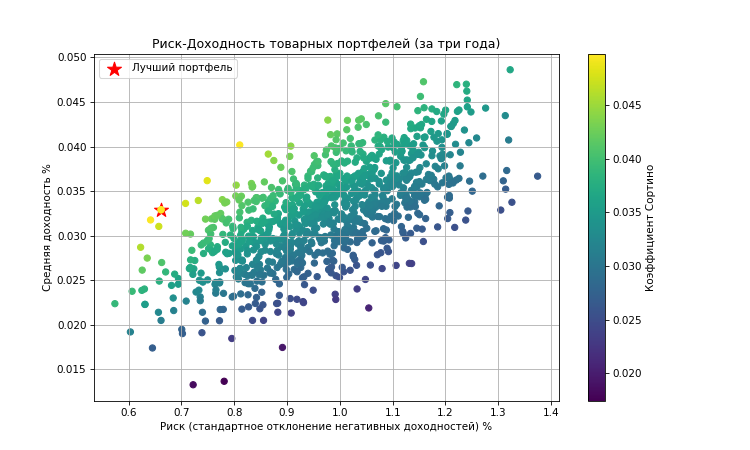 Риск-Доходность товарных портфелей (за три года)
Лучший портфель
Средняя доходность %
0.050
0.045
0.040
0.035
0.030
0.025
0.020
0.015
0.6 0.7 0.8 0.9 1.0 1.1 1.2 1.3 1.4
Риск (стандартное отклонение негативных доходностей) %
0.045
0.040
0.035
0.030
0.025
0.020
Коэффициент Сортино